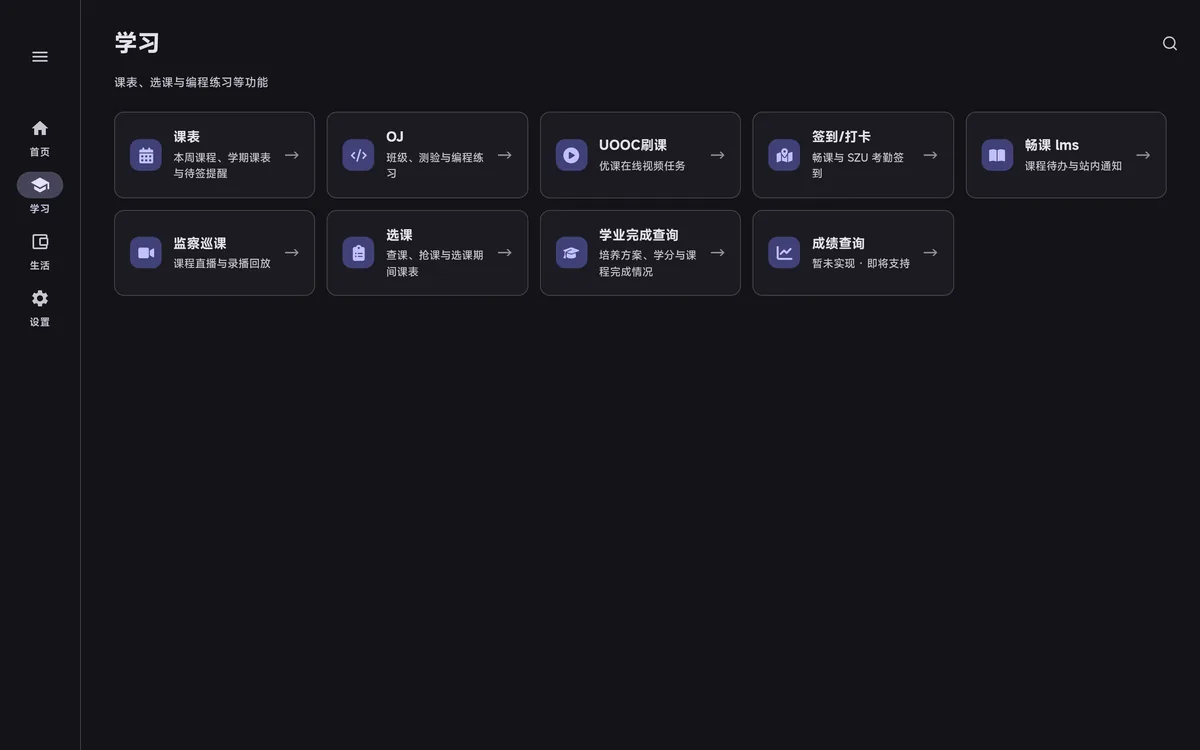 学习
课表、选课与编程练习等功能
首页
学习
生活
设置
课表
本周课程、学期课表
与待签提醒
OJ
班级、测验与编程练
习
UOOC刷课
优课在线视频任务
签到/打卡
畅课与 SZU 考勤签
到
畅课 lms
课程待办与站内通知
监察巡课
课程直播与录播回放
选课
查课、抢课与选课期
间课表
学业完成查询
培养方案、学分与课
程完成情况
成绩查询
暂未实现 · 即将支持